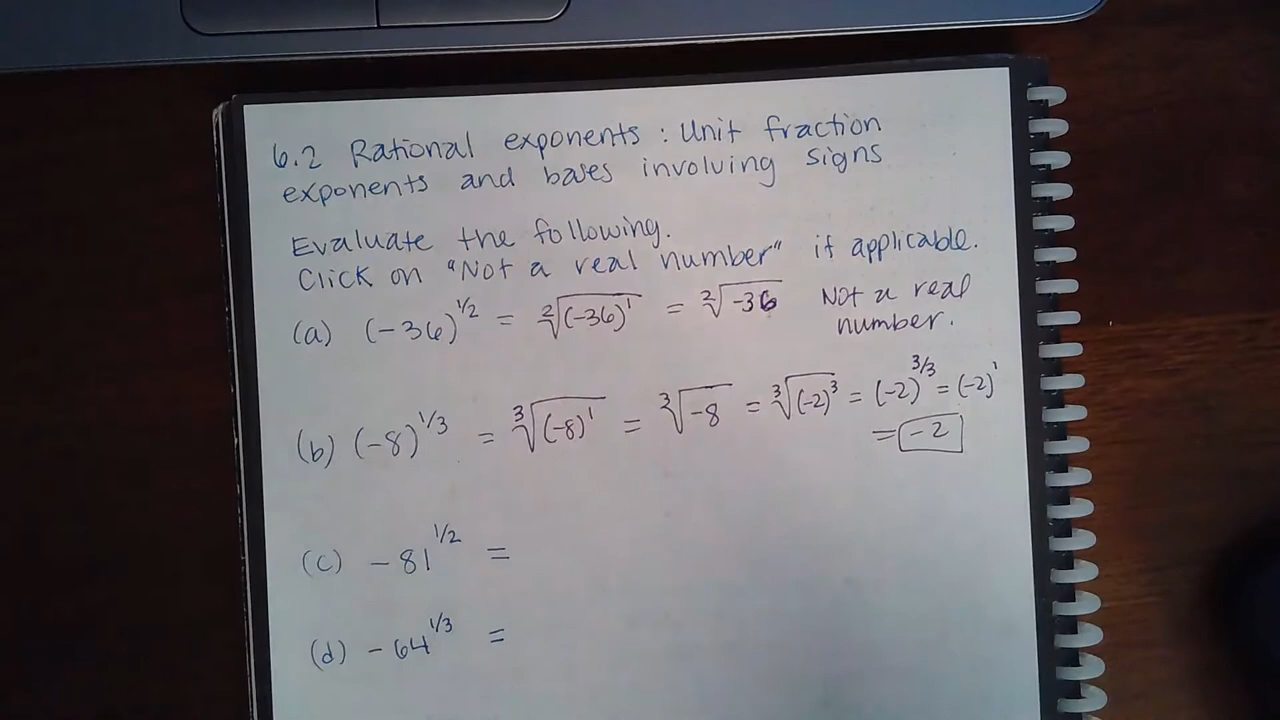 6.2 Rational exponents : Unit fraction
exponents and bases involving signs
Evaluate the following.
Click on "Not a real number" if applicable.
(a) (-36)^1/2 = ²√(-36)^1 = ²√-36 Not a real
number.
(b) (-8)^1/3 = ³√(-8)^1 = ³√-8 = ³√(-2)^3 = (-2)^3/3 = (-2)^1
= -2
(c) -81^1/2 =
(d) -64^1/3 =